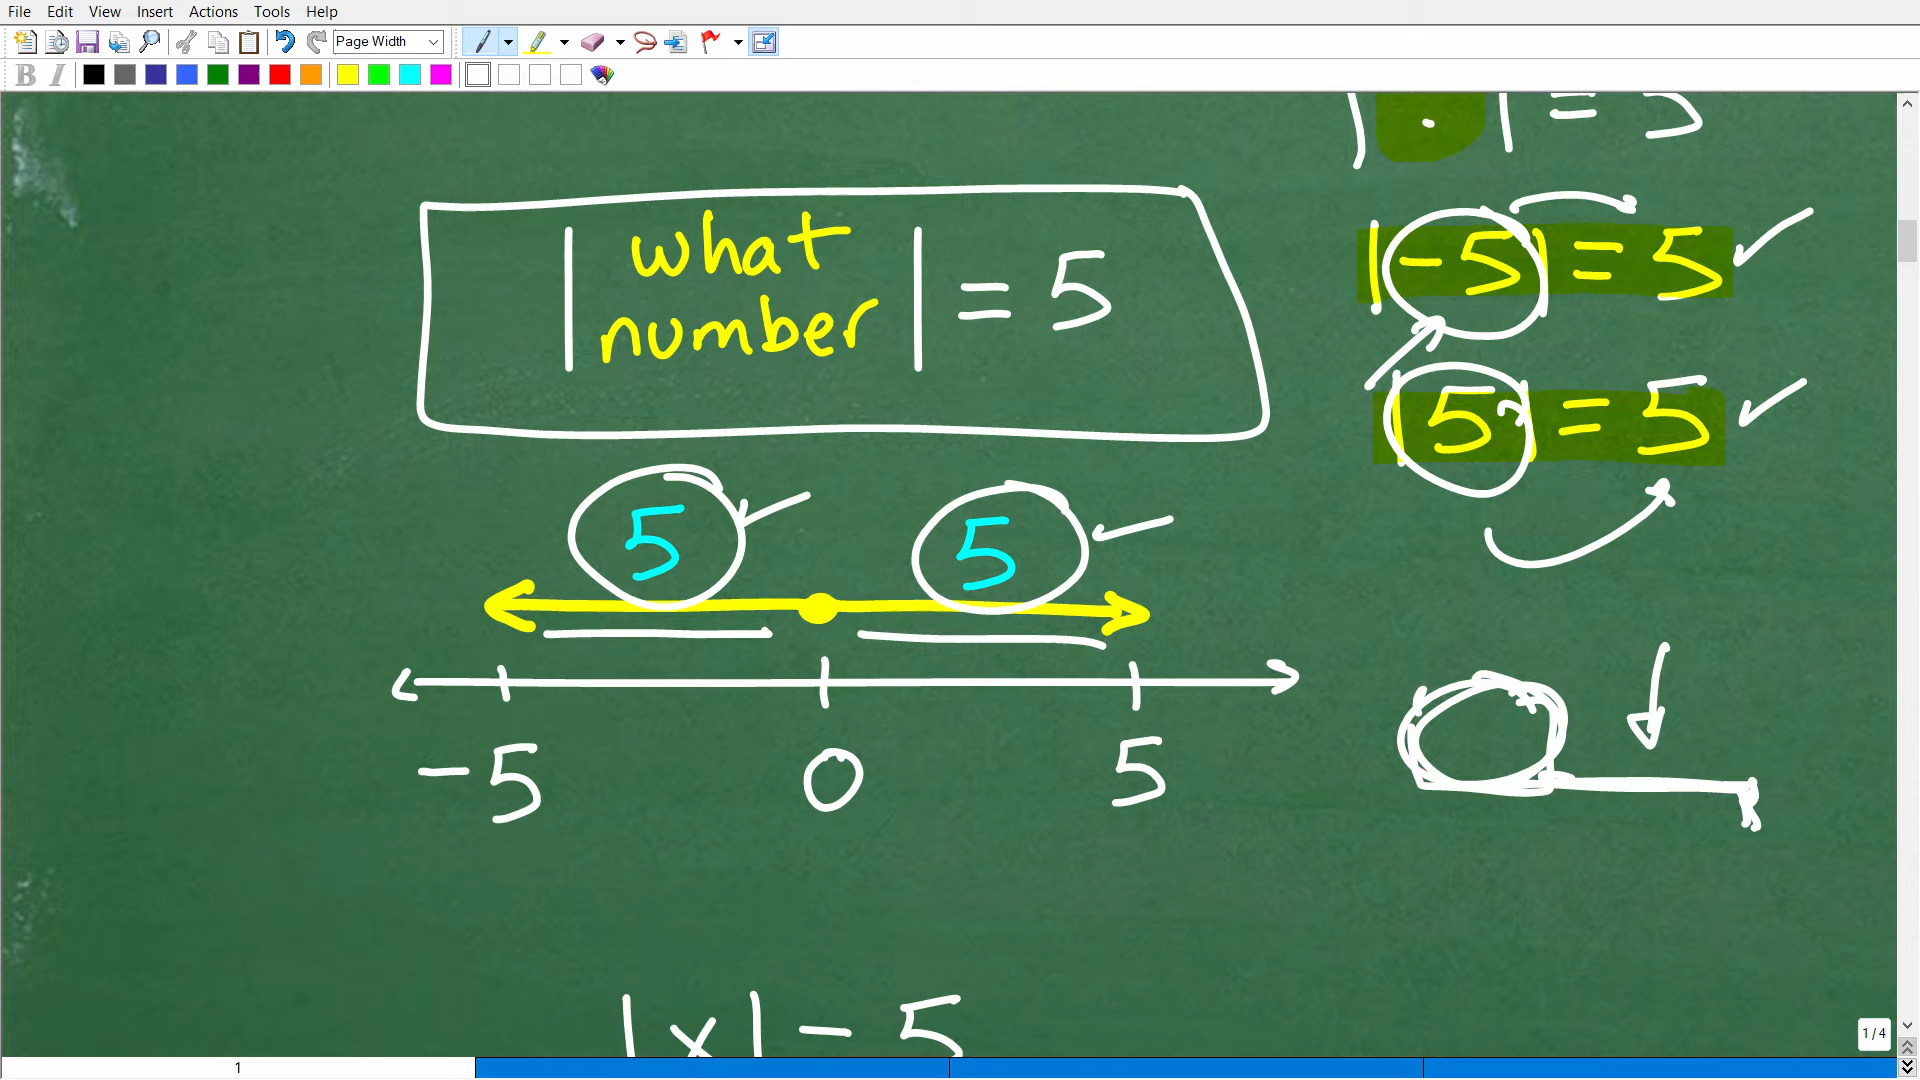 File Edit View Insert Actions Tools Help
Page Width
B I
| what number | = 5
5 5
-5 0 5
|x| - 5
| . | = 5
|-5| = 5
|5| = 5
1 / 4
1